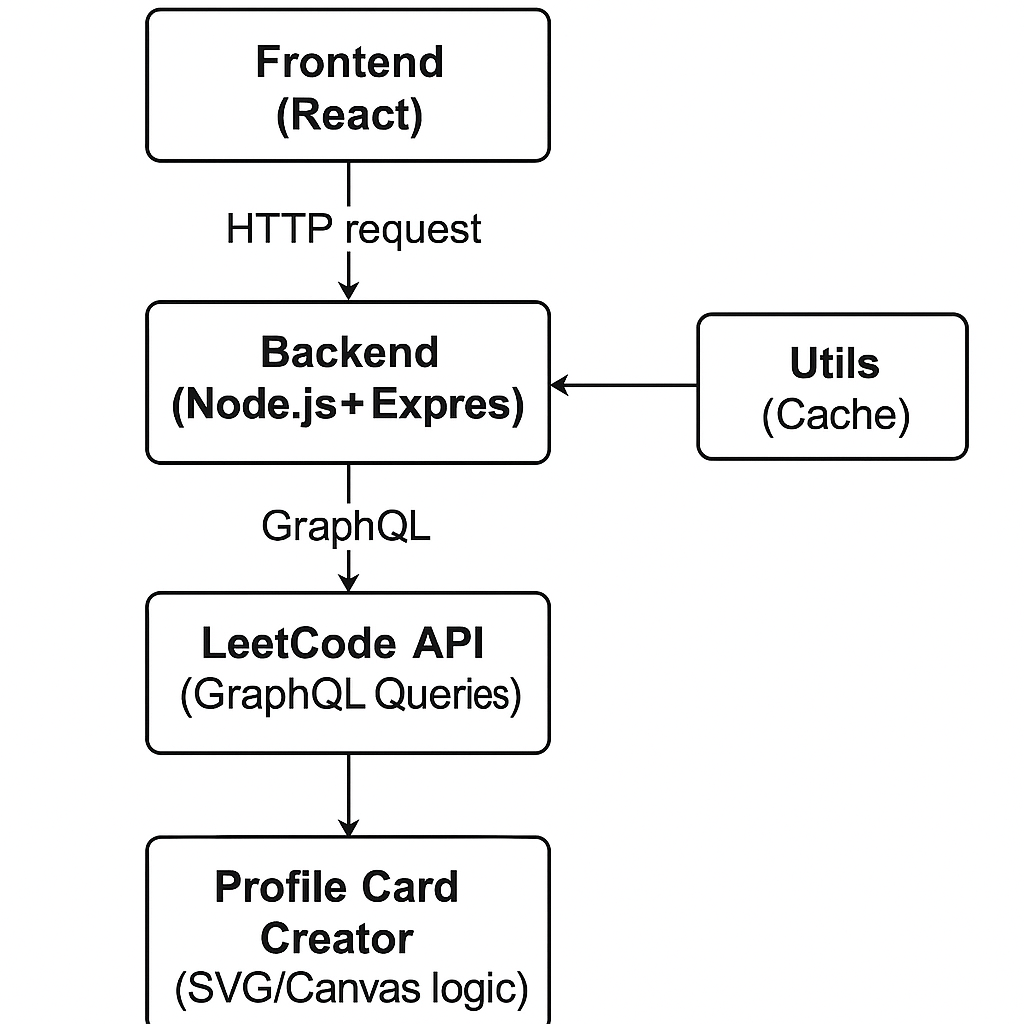 Frontend
(React)
HTTP request
Backend
(Node.js+Expres)
Utils
(Cache)
GraphQL
LeetCode API
(GraphQL Queries)
Profile Card
Creator
(SVG/Canvas logic)